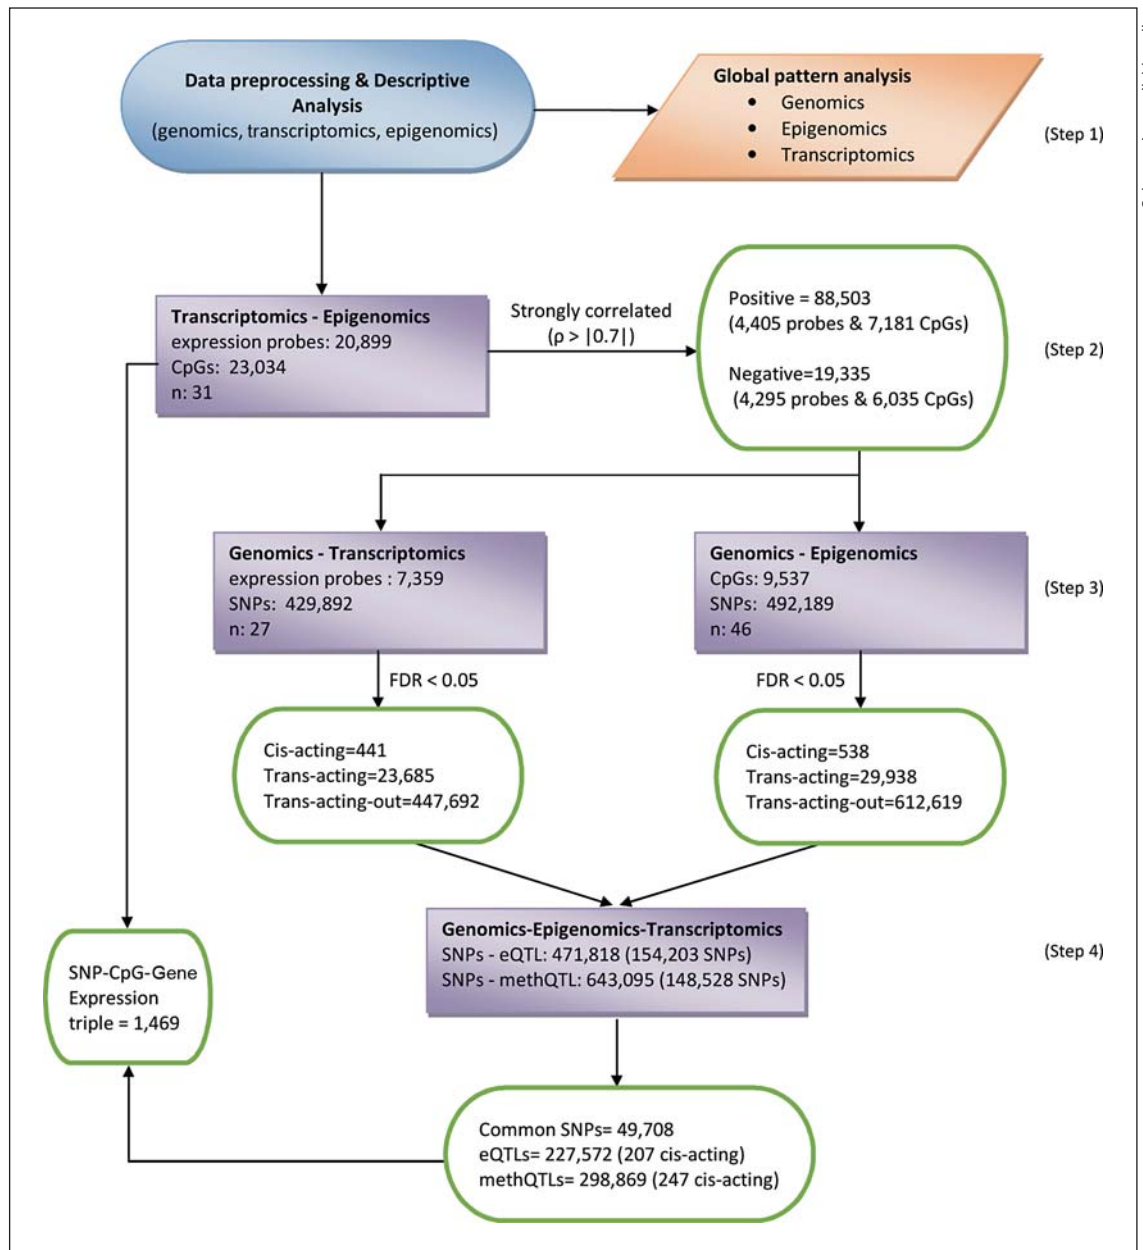 Data preprocessing & Descriptive
Analysis
(genomics, transcriptomics, epigenomics)
Global pattern analysis
• Genomics
• Epigenomics
• Transcriptomics
(Step 1)
Transcriptomics - Epigenomics
expression probes: 20,899
CpGs: 23,034
n: 31
Strongly correlated
(ρ > |0.7|)
Positive = 88,503
(4,405 probes & 7,181 CpGs)
Negative=19,335
(4,295 probes & 6,035 CpGs)
(Step 2)
Genomics - Transcriptomics
expression probes : 7,359
SNPs: 429,892
n: 27
Genomics - Epigenomics
CpGs: 9,537
SNPs: 492,189
n: 46
(Step 3)
FDR < 0.05
FDR < 0.05
Cis-acting=441
Trans-acting=23,685
Trans-acting-out=447,692
Cis-acting=538
Trans-acting=29,938
Trans-acting-out=612,619
Genomics-Epigenomics-Transcriptomics
SNPs - eQTL: 471,818 (154,203 SNPs)
SNPs - methQTL: 643,095 (148,528 SNPs)
(Step 4)
SNP-CpG-Gene
Expression
triple = 1,469
Common SNPs= 49,708
eQTLs= 227,572 (207 cis-acting)
methQTLs= 298,869 (247 cis-acting)